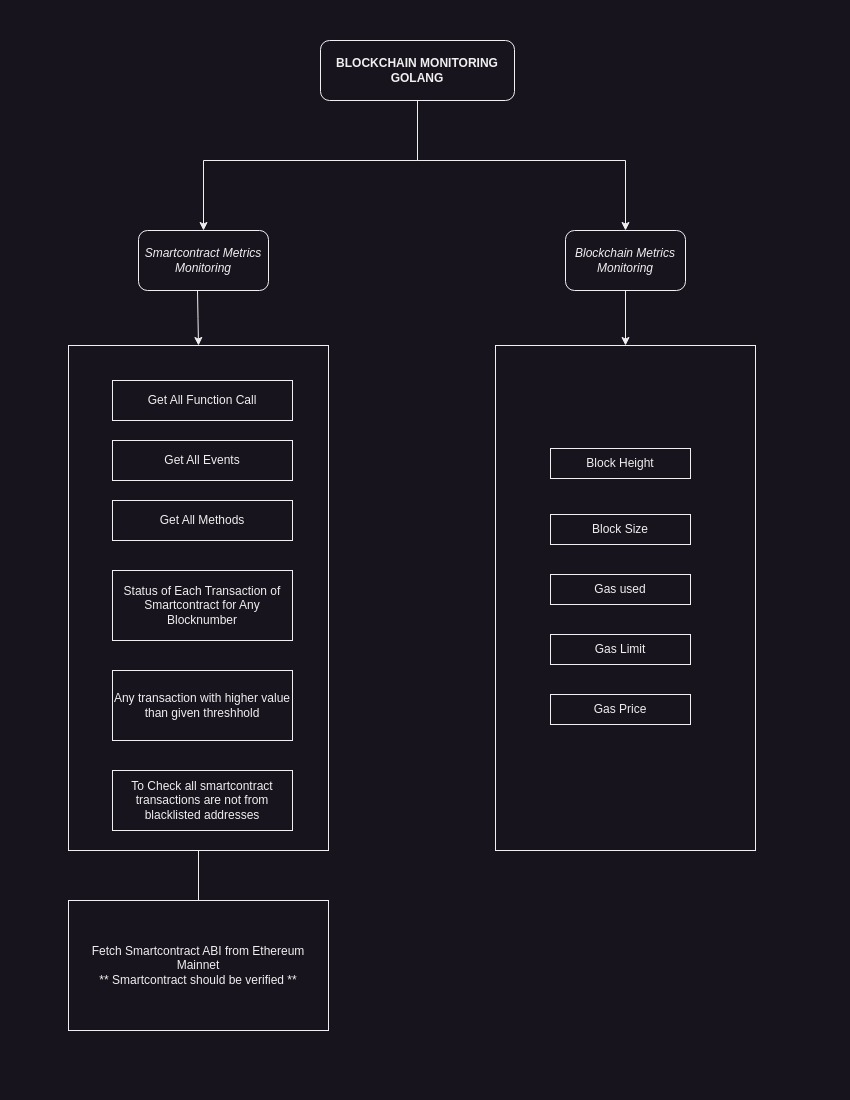 BLOCKCHAIN MONITORING
GOLANG
Smartcontract Metrics
Monitoring
Blockchain Metrics
Monitoring
Get All Function Call
Get All Events
Get All Methods
Status of Each Transaction of
Smartcontract for Any
Blocknumber
Any transaction with higher value
than given threshhold
To Check all smartcontract
transactions are not from
blacklisted addresses
Block Height
Block Size
Gas used
Gas Limit
Gas Price
Fetch Smartcontract ABI from Ethereum
Mainnet
** Smartcontract should be verified **